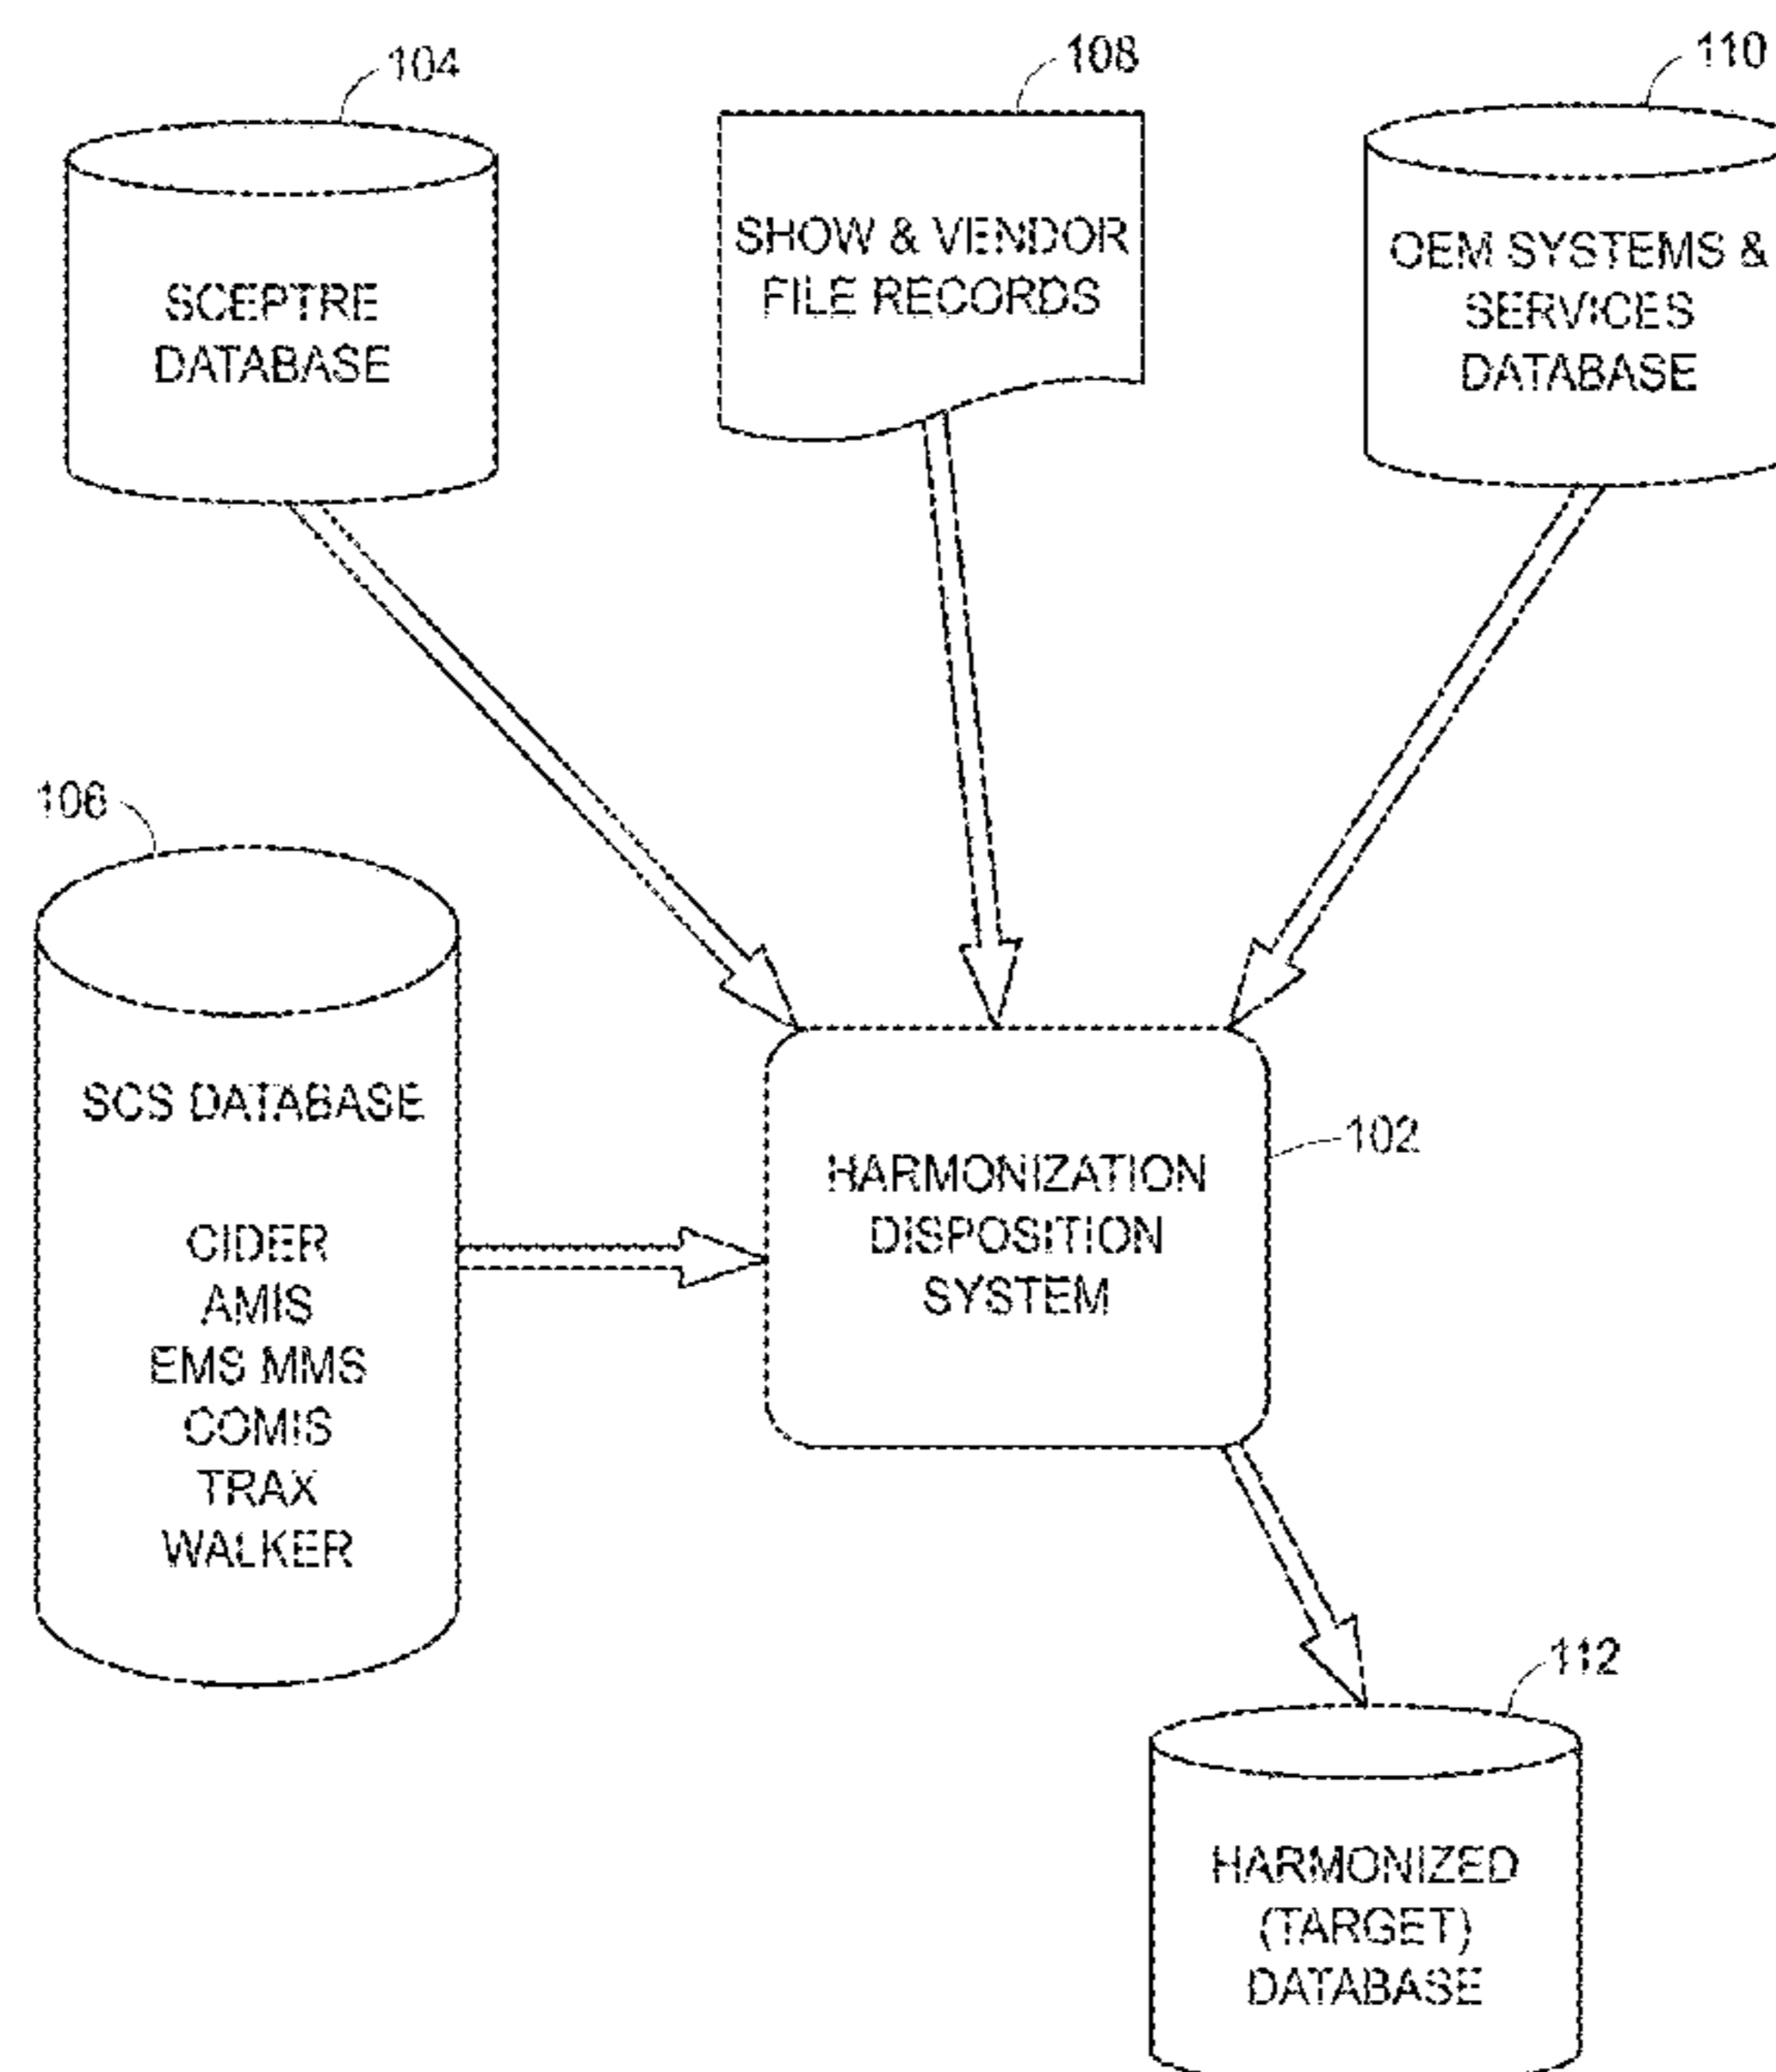 104
108
110
SCEPTRE
DATABASE
SHOW & VENDOR
FILE RECORDS
OEM SYSTEMS &
SERVICES
DATABASE
106
SCS DATABASE
CIDER
AMIS
EMS MMS
COMIS
TRAX
WALKER
102
HARMONIZATION
DISPOSITION
SYSTEM
112
HARMONIZED
(TARGET)
DATABASE